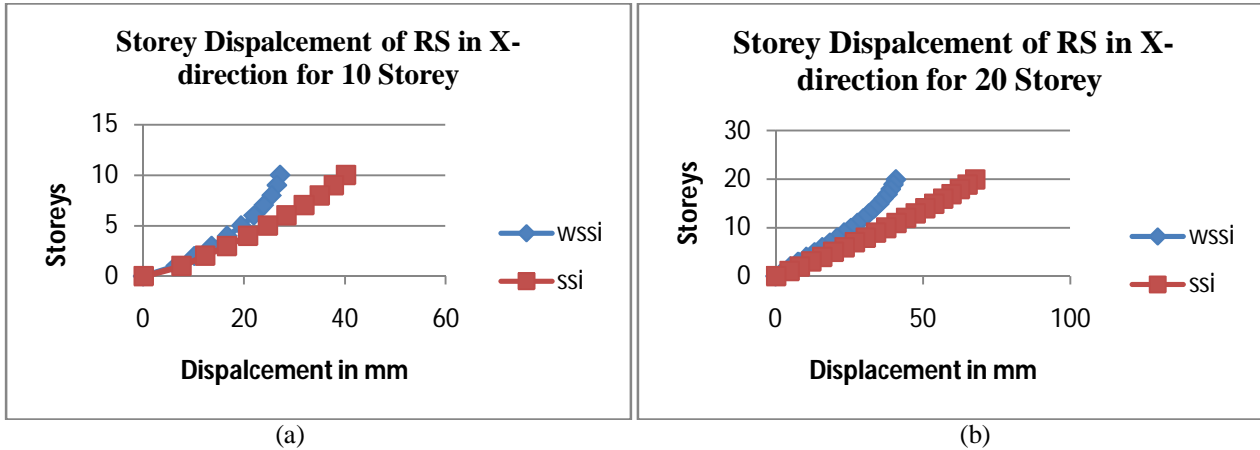 Storey Dispalcement of RS in X-
direction for 10 Storey
15
10
5
0
0 20 40 60
Storeys
Dispalcement in mm
wssi
ssi
(a)
Storey Dispalcement of RS in X-
direction for 20 Storey
30
20
10
0
0 50 100
Storeys
Displacement in mm
wssi
ssi
(b)